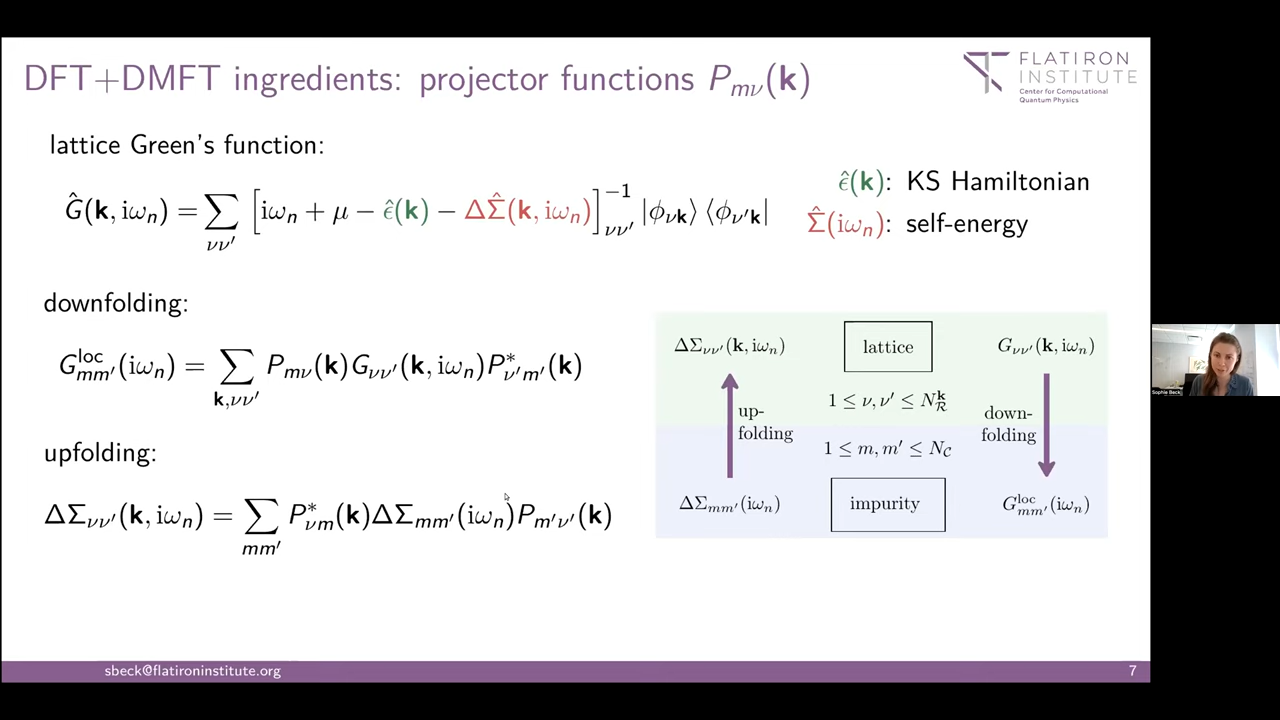 DFT+DMFT ingredients: projector functions P_{mν}(k)
FLATIRON
INSTITUTE
Center for Computational
Quantum Physics
lattice Green's function:
Ĝ(k, iω_n) = ∑_{νν′} [iω_n + μ − ε̂(k) − ΔΣ̂(k, iω_n)]^{−1}_{νν′} |ϕ_{νk}⟩ ⟨ϕ_{ν′k}|
ε̂(k): KS Hamiltonian
Σ̂(iω_n): self-energy
downfolding:
G^{loc}_{mm′}(iω_n) = ∑_{k,νν′} P_{mν}(k)G_{νν′}(k, iω_n)P^*_{ν′m′}(k)
upfolding:
ΔΣ_{νν′}(k, iω_n) = ∑_{mm′} P^*_{νm}(k)ΔΣ_{mm′}(iω_n)P_{m′ν′}(k)
ΔΣ_{νν′}(k, iω_n)
lattice
G_{νν′}(k, iω_n)
1 ≤ ν, ν′ ≤ N^k_R
up-
folding
down-
folding
1 ≤ m, m′ ≤ N_C
ΔΣ_{mm′}(iω_n)
impurity
G^{loc}_{mm′}(iω_n)
Sophie Beck
sbeck@flatironinstitute.org
7